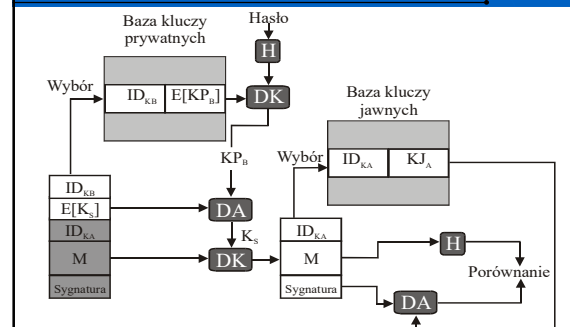 Baza kluczy
prywatnych
Hasło
H
Wybór
ID_KB
E[KP_B]
DK
Baza kluczy
jawnych
KP_B
Wybór
ID_KA
KJ_A
ID_KB
E[K_S]
DA
ID_KA
K_S
ID_KA
M
DK
M
H
Porównanie
Sygnatura
Sygnatura
DA